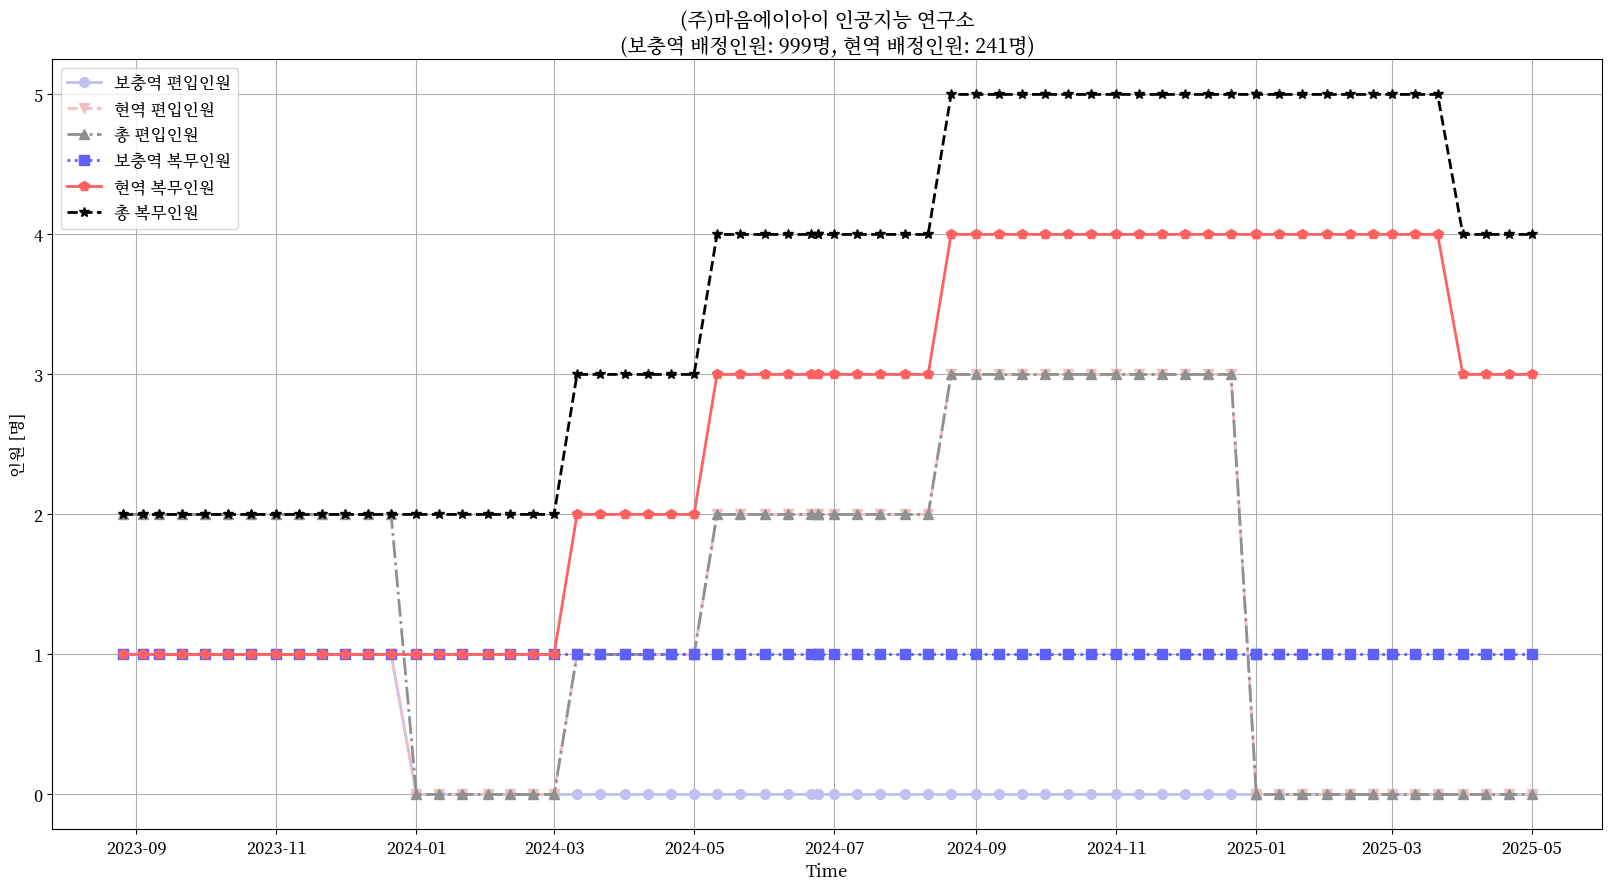 (주)마음에이아이 인공지능 연구소
(보충역 배정인원: 999명, 현역 배정인원: 241명)
보충역 편입인원
현역 편입인원
총 편입인원
보충역 복무인원
현역 복무인원
총 복무인원
인원 [명]
5
4
3
2
1
0
2023-09
2023-11
2024-01
2024-03
2024-05
2024-07
2024-09
2024-11
2025-01
2025-03
2025-05
Time